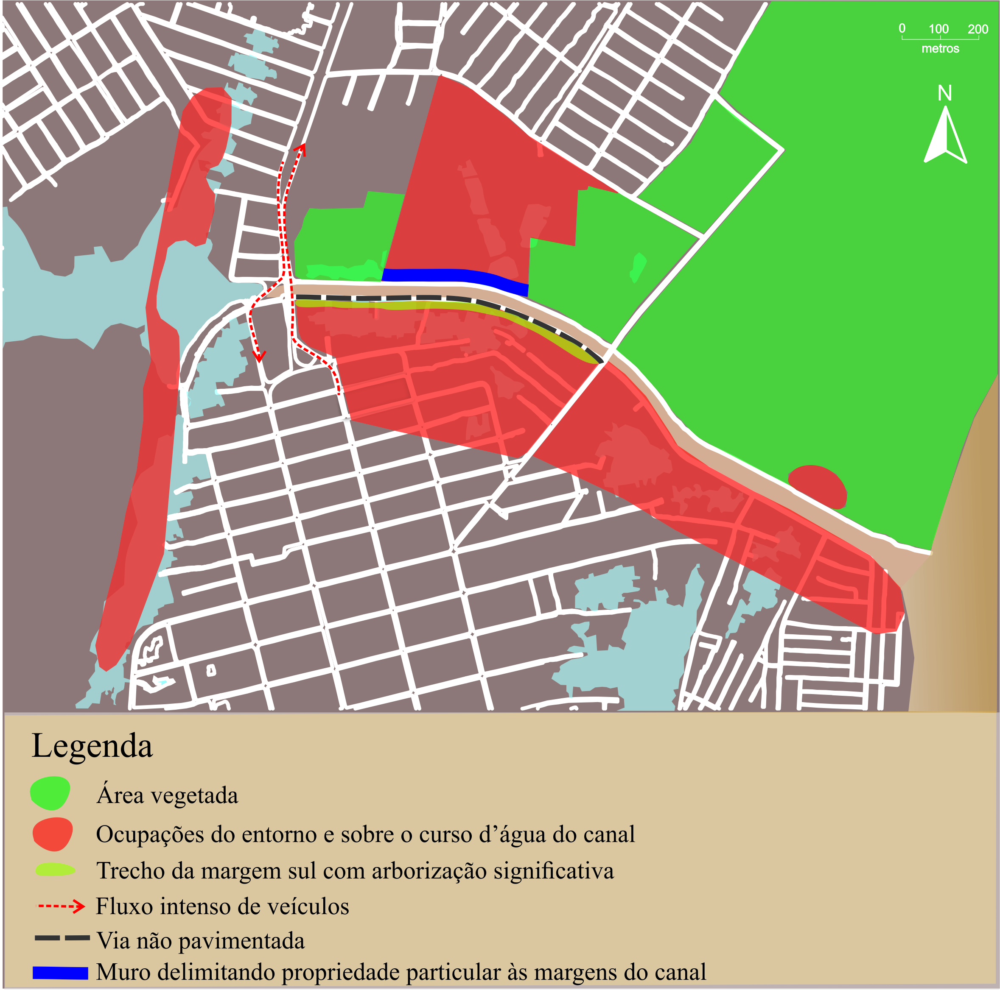 0 100 200
metros
N
Legenda
Área vegetada
Ocupações do entorno e sobre o curso d’água do canal
Trecho da margem sul com arborização significativa
Fluxo intenso de veículos
Via não pavimentada
Muro delimitando propriedade particular às margens do canal